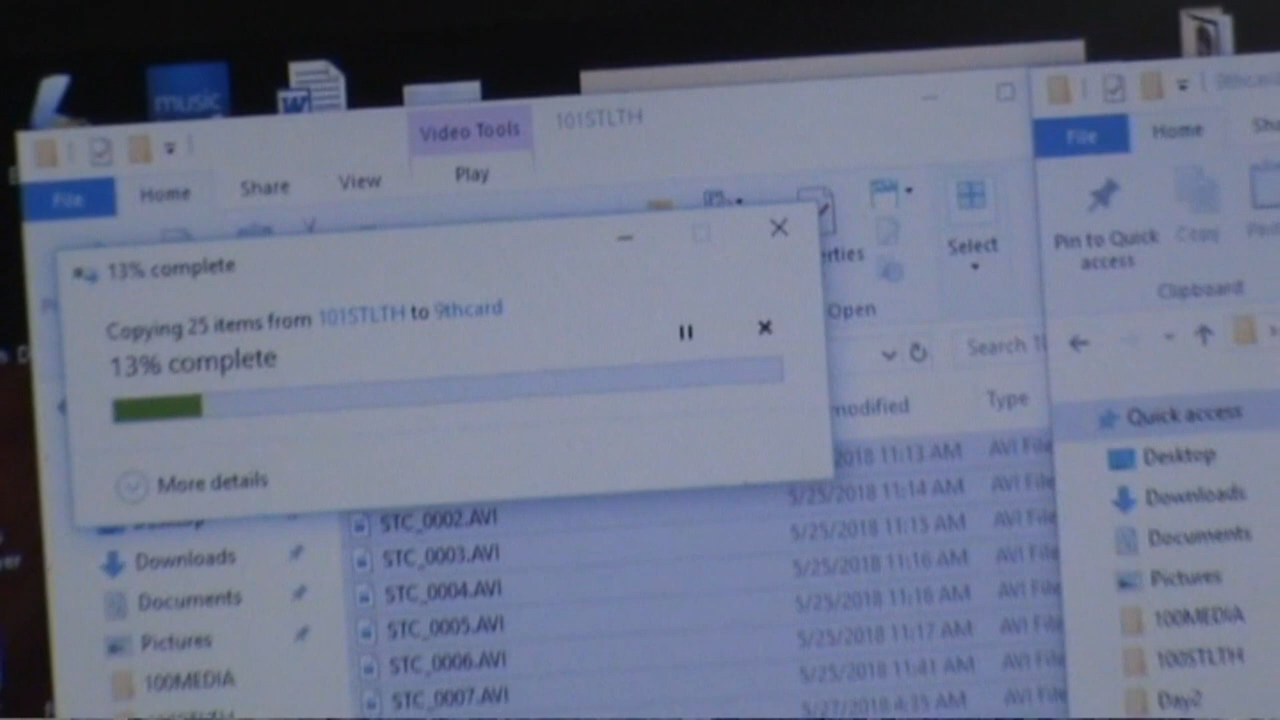 music
W
Video Tools
101STLTH
File
Home
Share
View
Play
erties
Select
Open
13% complete
Copying 25 items from 101STLTH to 9thcard
13% complete
More details
Search 1
modified
Type
2018 11:13 AM
AVI File
5/25/2018 11:14 AM
AVI File
STC_0002.AVI
5/25/2018 11:15 AM
AVI File
STC_0003.AVI
5/25/2018 11:16 AM
AVI File
STC_0004.AVI
5/25/2018 11:16 AM
AVI File
STC_0005.AVI
5/25/2018 11:17 AM
AVI File
STC_0006.AVI
5/25/2018 11:41 AM
AVI File
STC_0007.AVI
5/27/2018 4:35 AM
AVI File
Desktop
Downloads
Documents
Pictures
100MEDIA
9thcard
File
Home
Sha
Pin to Quick
access
Copy
Clipboard
Quick access
Desktop
Downloads
Documents
Pictures
100MEDIA
100STLTH
Day2